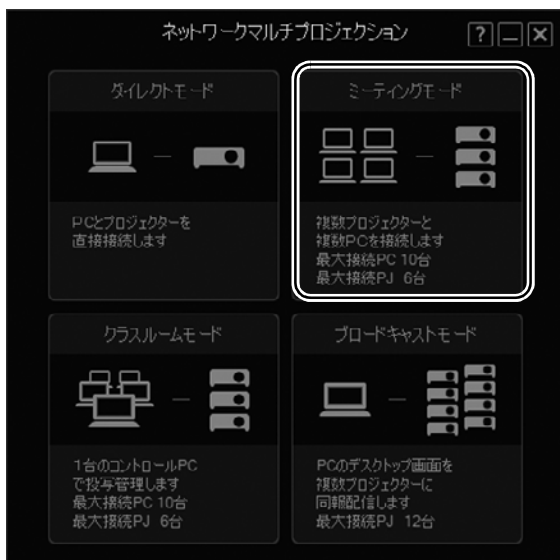 ネットワークマルチプロジェクション
?
ダイレクトモード
PCとプロジェクターを
直接接続します
ミーティングモード
複数プロジェクターと
複数PCを接続します
最大接続PC 10台
最大接続PJ 6台
クラスルームモード
1台のコントロールPC
で投写管理します
最大接続PC 10台
最大接続PJ 6台
ブロードキャストモード
PCのデスクトップ画面を
複数プロジェクターに
同報配信します
最大接続PJ 12台